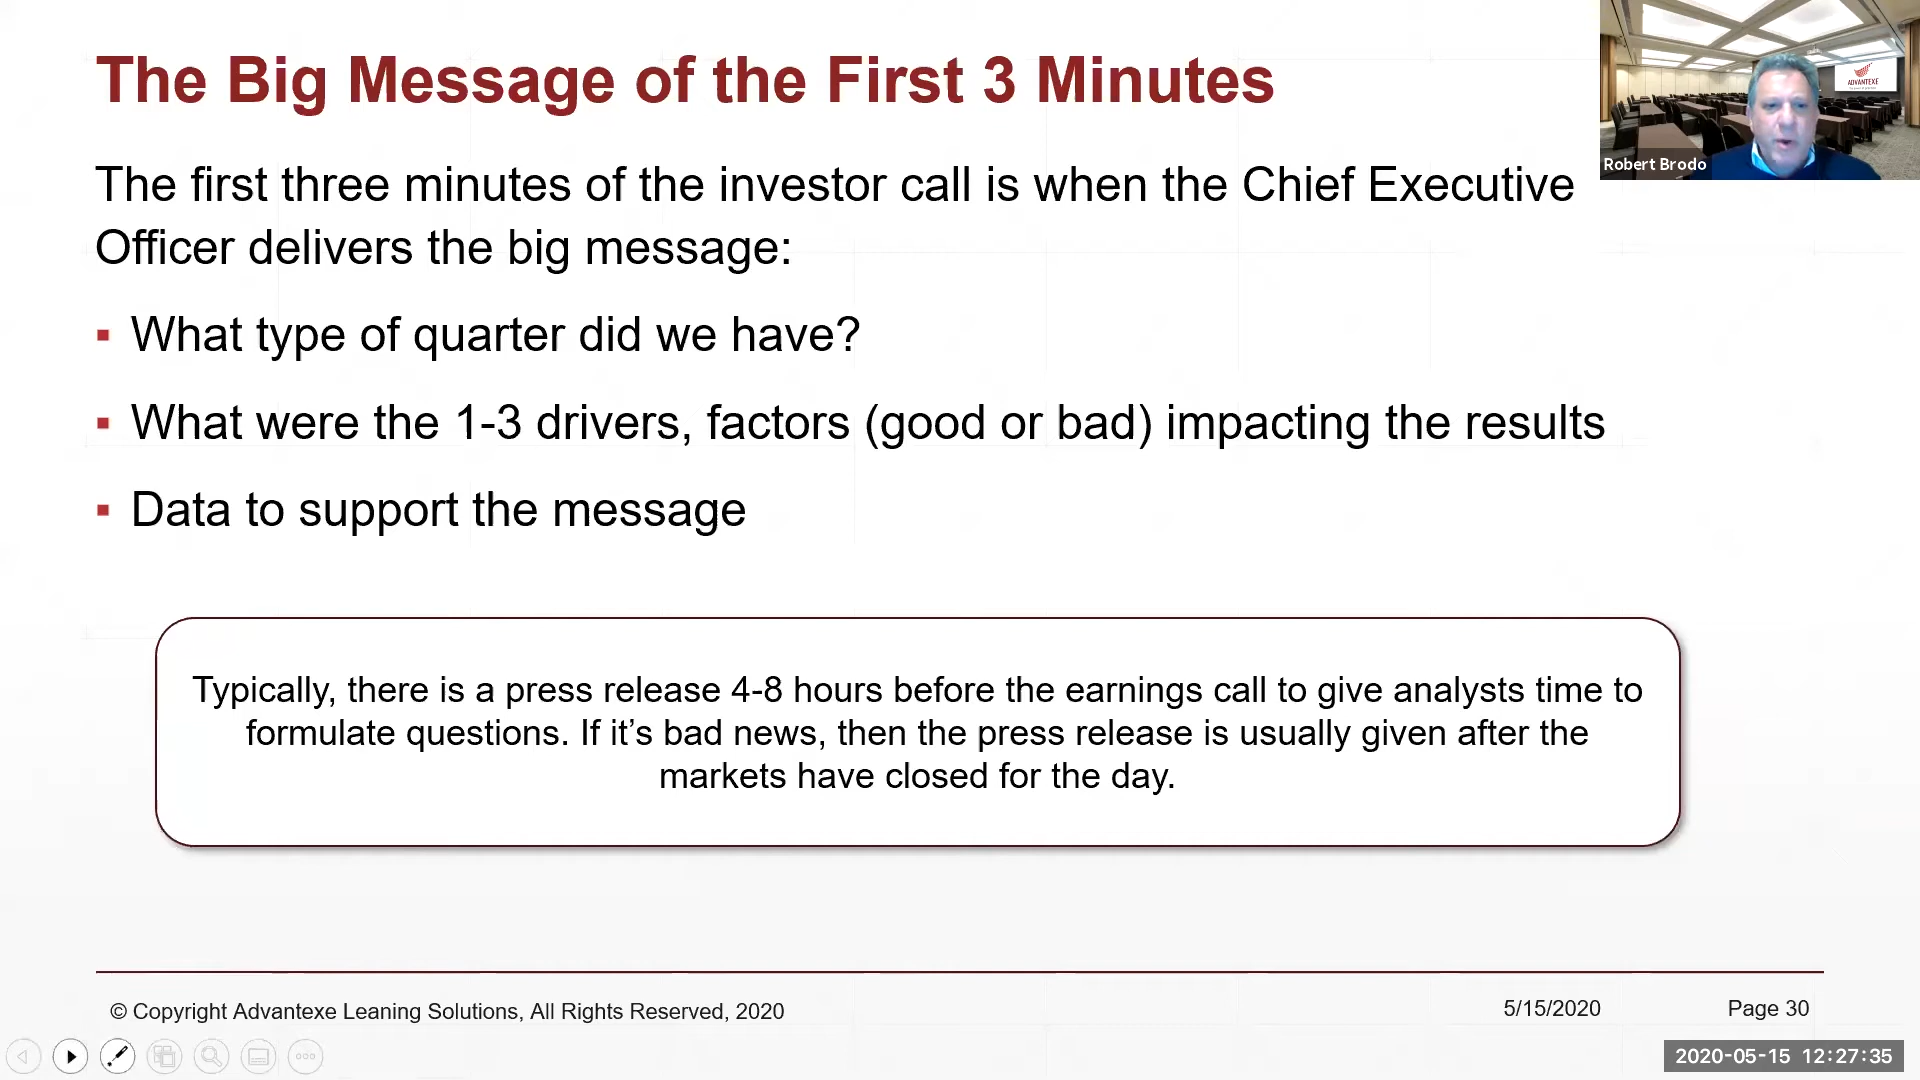 The Big Message of the First 3 Minutes
ADVANTEXE
Robert Brodo
The first three minutes of the investor call is when the Chief Executive
Officer delivers the big message:
▪ What type of quarter did we have?
▪ What were the 1-3 drivers, factors (good or bad) impacting the results
▪ Data to support the message
Typically, there is a press release 4-8 hours before the earnings call to give analysts time to
formulate questions. If it’s bad news, then the press release is usually given after the
markets have closed for the day.
© Copyright Advantexe Leaning Solutions, All Rights Reserved, 2020
5/15/2020
Page 30
2020-05-15 12:27:35